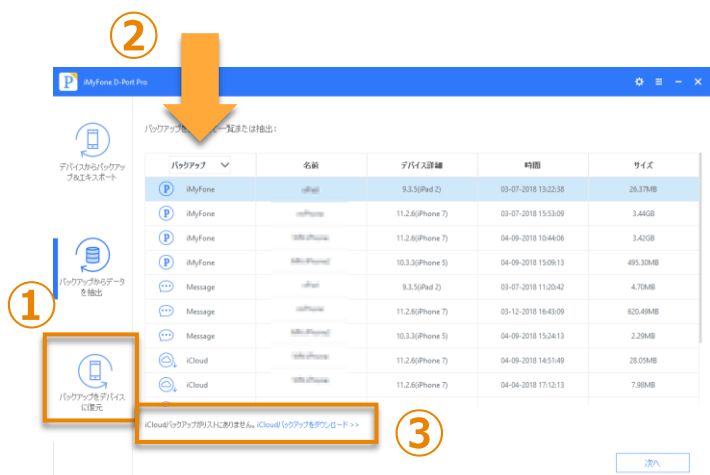 ②
iMyFone D-Port Pro
バックアップ
一覧または抽出：
デバイスからバックアッ
プ&エキスポート
バックアップからデータ
を抽出
①
バックアップをデバイス
に復元
バックアップ 名前 デバイス詳細 時間 サイズ
iMyFone 9.3.5(iPad 2) 03-07-2018 13:22:38 26.37MB
iMyFone 11.2.6(iPhone 7) 03-07-2018 15:53:09 3.44GB
iMyFone 11.2.6(iPhone 7) 04-09-2018 10:44:06 3.42GB
iMyFone 10.3.3(iPhone 5) 04-09-2018 15:09:13 495.30MB
Message 9.3.5(iPad 2) 03-07-2018 11:20:42 4.70MB
Message 11.2.6(iPhone 7) 03-12-2018 16:43:09 620.49MB
Message 10.3.3(iPhone 5) 04-09-2018 15:24:13 2.29MB
iCloud 11.2.6(iPhone 7) 04-09-2018 14:51:49 28.05MB
iCloud 11.2.6(iPhone 7) 04-04-2018 17:12:13 7.98MB
iCloudバックアップがリストにありません。iCloudバックアップをダウンロード >>
③
次へ